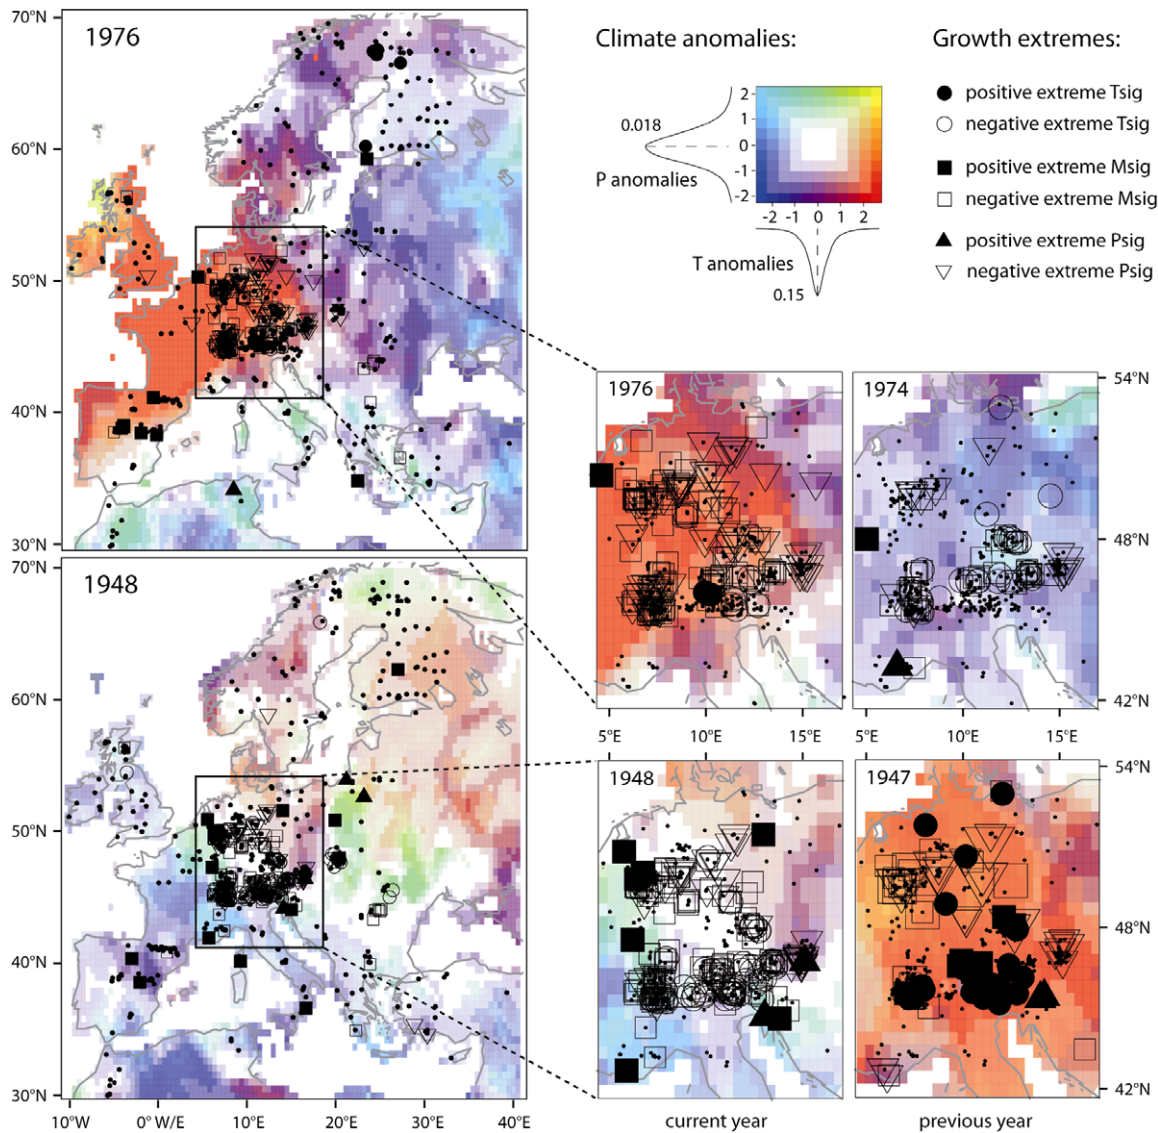 70°N
60°N
50°N
40°N
30°N
1976
Climate anomalies:
2
1
0
-1
-2
-2
0
2
0.018
P anomalies
T anomalies
0.15
Growth extremes:
positive extreme Tsig
negative extreme Tsig
positive extreme Msig
negative extreme Msig
positive extreme Psig
negative extreme Psig
70°N
60°N
50°N
40°N
30°N
1948
10°W
0° W/E
10°E
20°E
30°E
40°E
1976
1974
54°N
48°N
42°N
5°E
10°E
15°E
5°E
10°E
15°E
1948
1947
54°N
48°N
42°N
current year
previous year